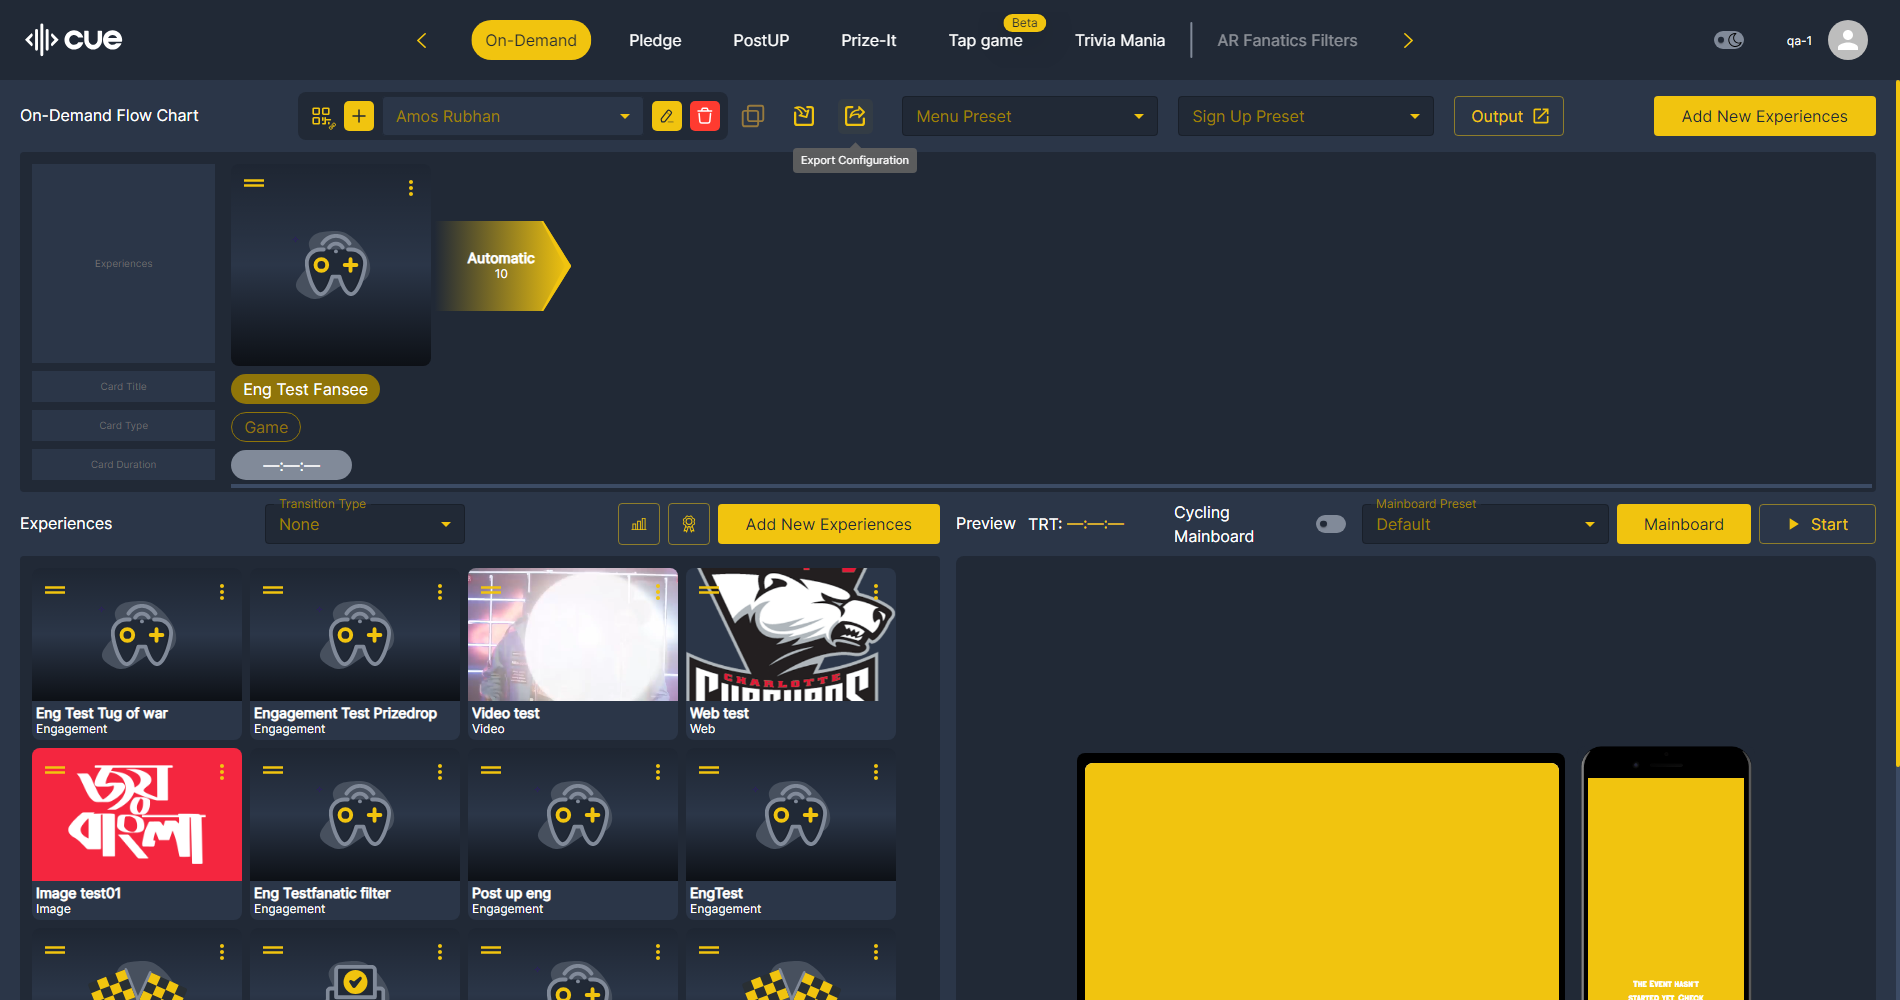 cue
On-Demand
Pledge
PostUP
Prize-It
Tap game
Beta
Trivia Mania
AR Fanatics Filters
qa-1
On-Demand Flow Chart
Amos Rubhan
Menu Preset
Sign Up Preset
Output
Add New Experiences
Export Configuration
Experiences
Automatic
10
Card Title
Eng Test Fansee
Card Type
Game
Card Duration
—:—:—
Experiences
Transition Type
None
Add New Experiences
Preview
TRT: —:—:—
Cycling
Mainboard
Mainboard Preset
Default
Mainboard
Start
CHARLOTTE
Eng Test Tug of war
Engagement
Engagement Test Prizedrop
Engagement
Video test
Video
Web test
Web
জয়
বাংলা
Image test01
Image
Eng Testfanatic filter
Engagement
Post up eng
Engagement
EngTest
Engagement
The Event hasn't
started yet. Check